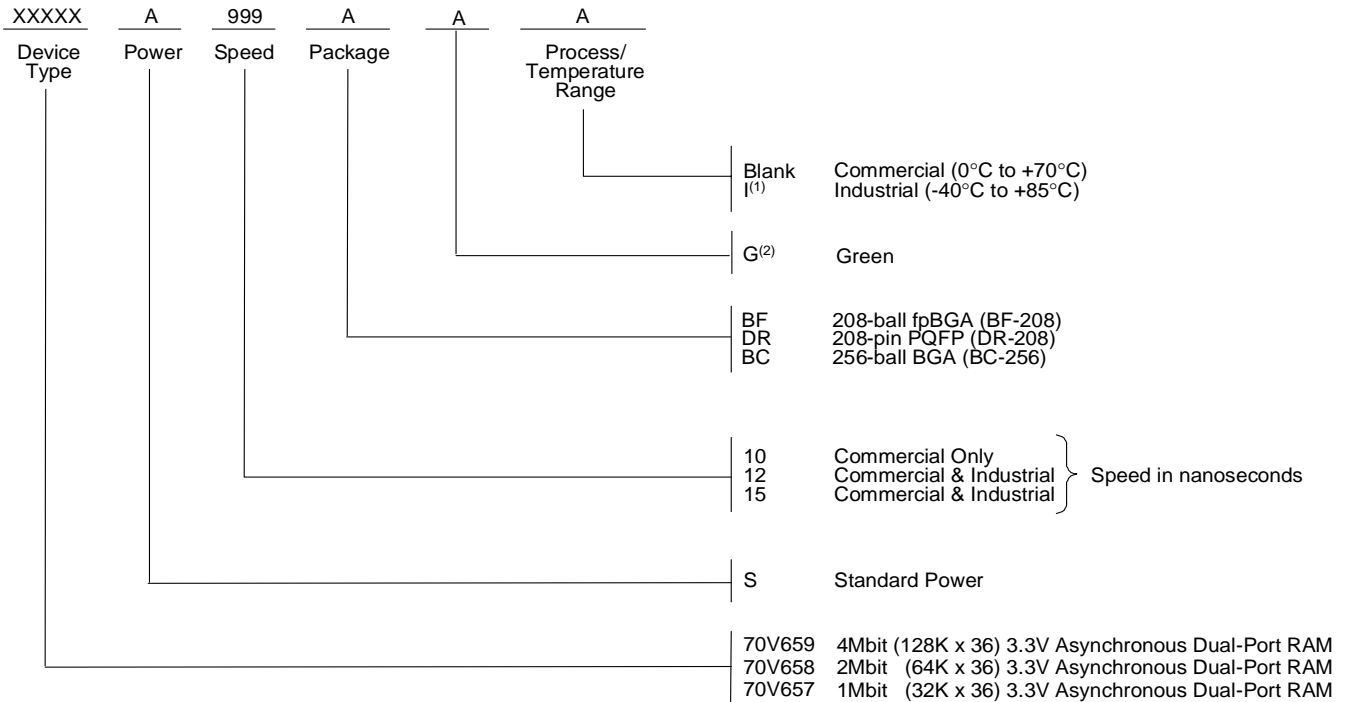 XXXXX A 999 A A A
Device Type Power Speed Package Process/ Temperature Range
Blank Commercial (0°C to +70°C)
I(1) Industrial (-40°C to +85°C)
G(2) Green
BF 208-ball fpBGA (BF-208)
DR 208-pin PQFP (DR-208)
BC 256-ball BGA (BC-256)
10 Commercial Only
12 Commercial & Industrial Speed in nanoseconds
15 Commercial & Industrial
S Standard Power
70V659 4Mbit (128K x 36) 3.3V Asynchronous Dual-Port RAM
70V658 2Mbit (64K x 36) 3.3V Asynchronous Dual-Port RAM
70V657 1Mbit (32K x 36) 3.3V Asynchronous Dual-Port RAM